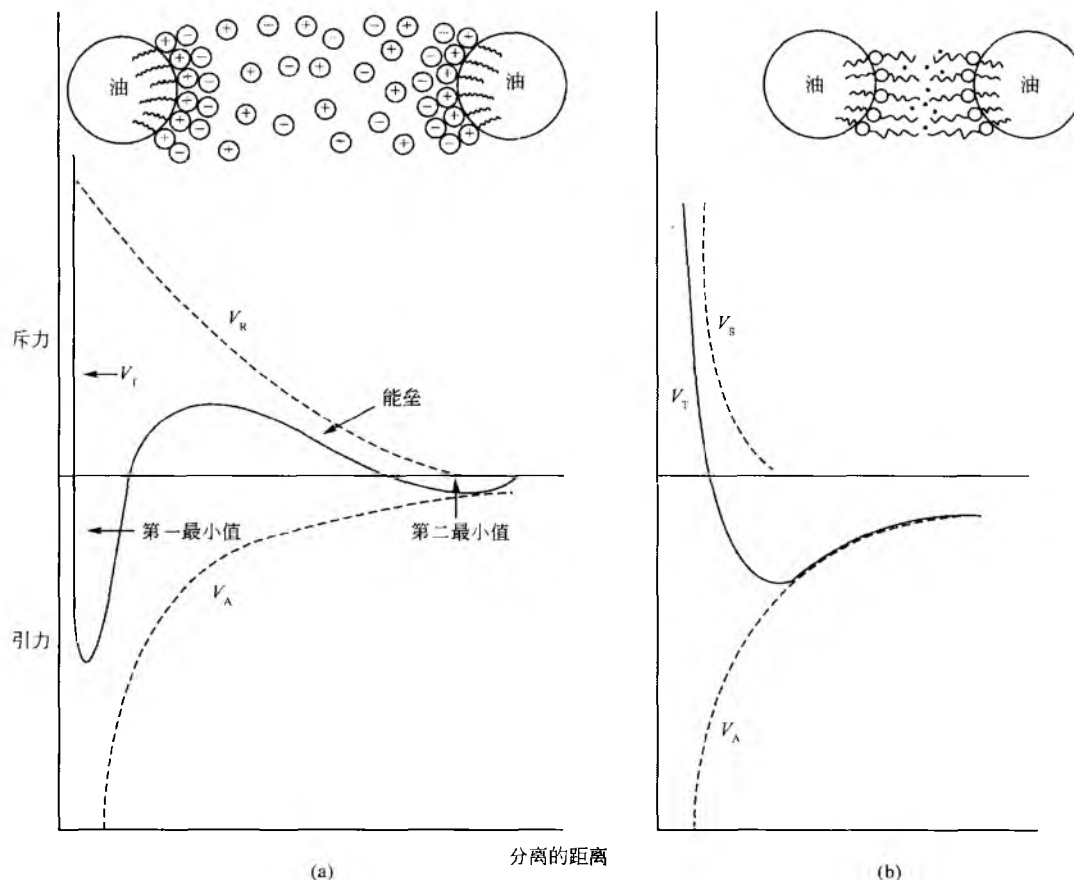 油
油
油
油
斥力
V_R
V_f
能垒
第一最小值
第二最小值
V_A
引力
V_S
V_T
V_A
分离的距离
(a)
(b)